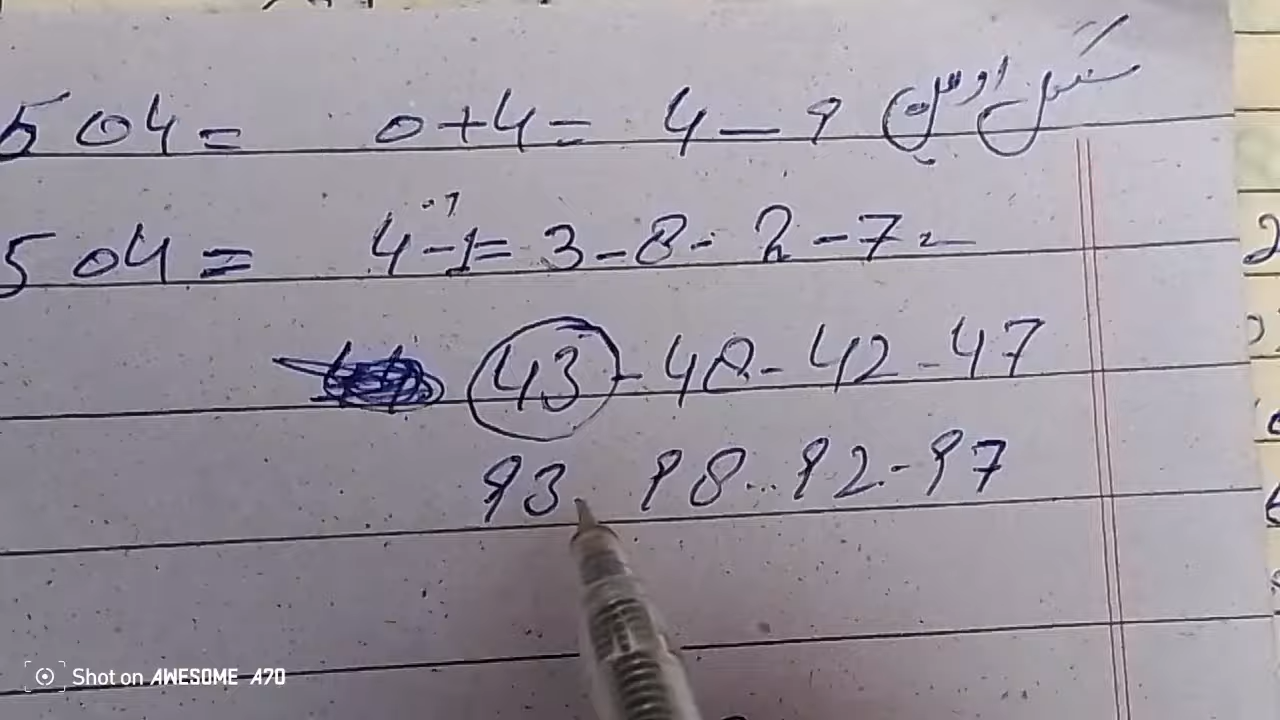 504 = 0+4 = 4 — 9 سنگل اوپن
504 = 4-1 = 3-8-2-7-
43-48-42-47
93 98..92-97
Shot on AWESOME A70